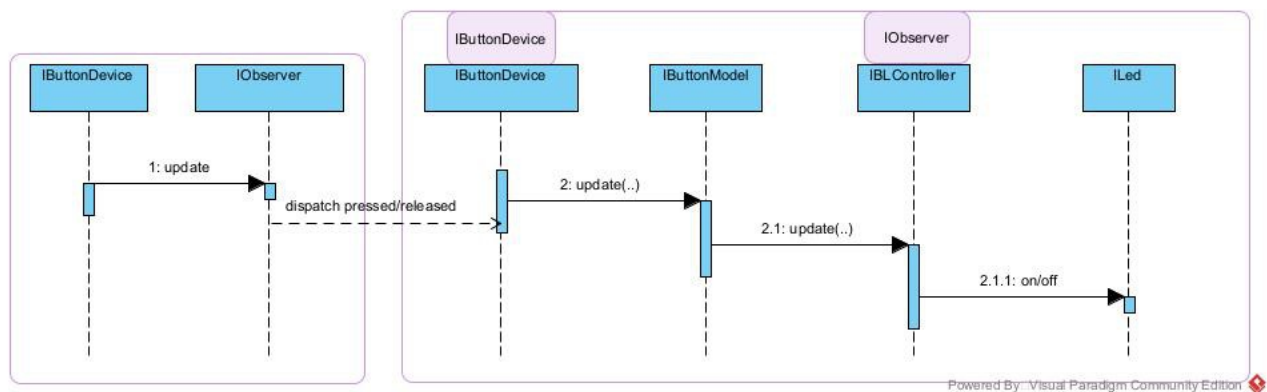 IButtonDevice
IObserver
IButtonDevice
IObserver
IButtonDevice
IButtonModel
IBLController
ILed
1: update
dispatch pressed/released
2: update(..)
2.1: update(..)
2.1.1: on/off
Powered By Visual Paradigm Community Edition